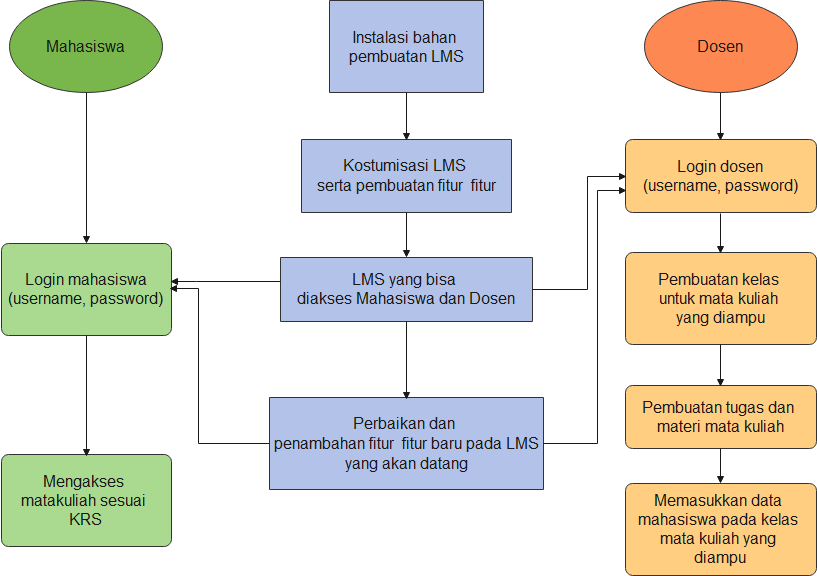 Mahasiswa
Instalasi bahan
pembuatan LMS
Dosen
Kostumisasi LMS
serta pembuatan fitur fitur
Login dosen
(username, password)
Login mahasiswa
(username, password)
LMS yang bisa
diakses Mahasiswa dan Dosen
Pembuatan kelas
untuk mata kuliah
yang diampu
Perbaikan dan
penambahan fitur fitur baru pada LMS
yang akan datang
Pembuatan tugas dan
materi mata kuliah
Mengakses
matakuliah sesuai
KRS
Memasukkan data
mahasiswa pada kelas
mata kuliah yang
diampu